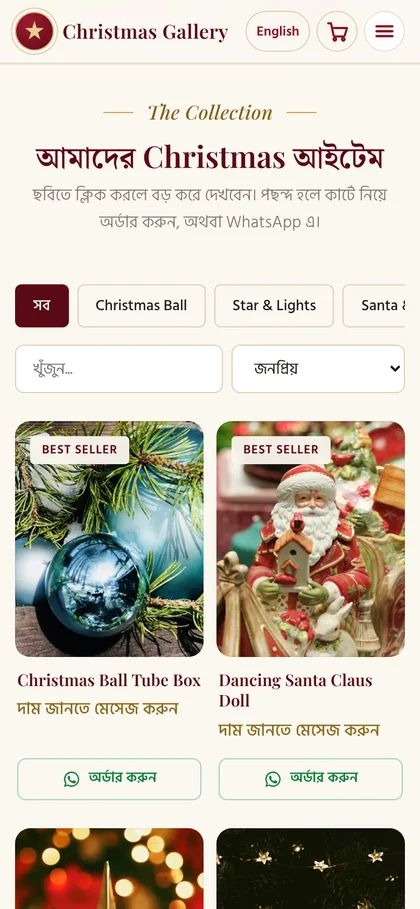 Christmas Gallery
English
The Collection
আমাদের Christmas আইটেম
ছবিতে ক্লিক করলে বড় করে দেখবেন। পছন্দ হলে কার্টে নিয়ে
অর্ডার করুন, অথবা WhatsApp এ।
সব
Christmas Ball
Star & Lights
Santa &
খুঁজুন...
জনপ্রিয়
BEST SELLER
BEST SELLER
Christmas Ball Tube Box
দাম জানতে মেসেজ করুন
Dancing Santa Claus
Doll
দাম জানতে মেসেজ করুন
অর্ডার করুন
অর্ডার করুন